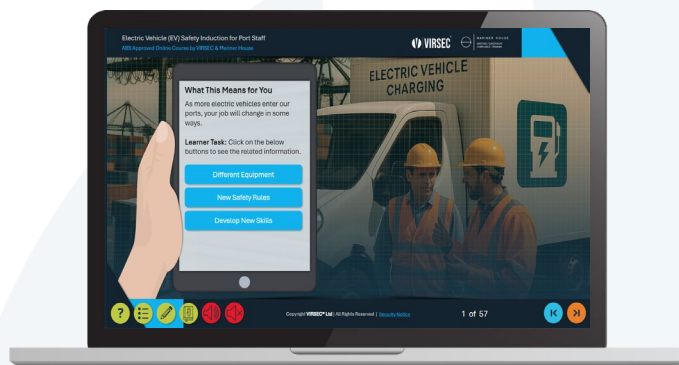 Electric Vehicle (EV) Safety Induction for Port Staff
ABS Approved Online Course by VIRSEC & Mariner House
VIRSEC
MARINER HOUSE
ELECTRIC VEHICLE
CHARGING
What This Means for You
As more electric vehicles enter our
ports, your job will change in some
ways.
Learner Task: Click on the below
buttons to see the related information.
Different Equipment
New Safety Rules
Develop New Skills
?
Copyright VIRSEC® Ltd | All Rights Reserved | Security Notice
1 of 57